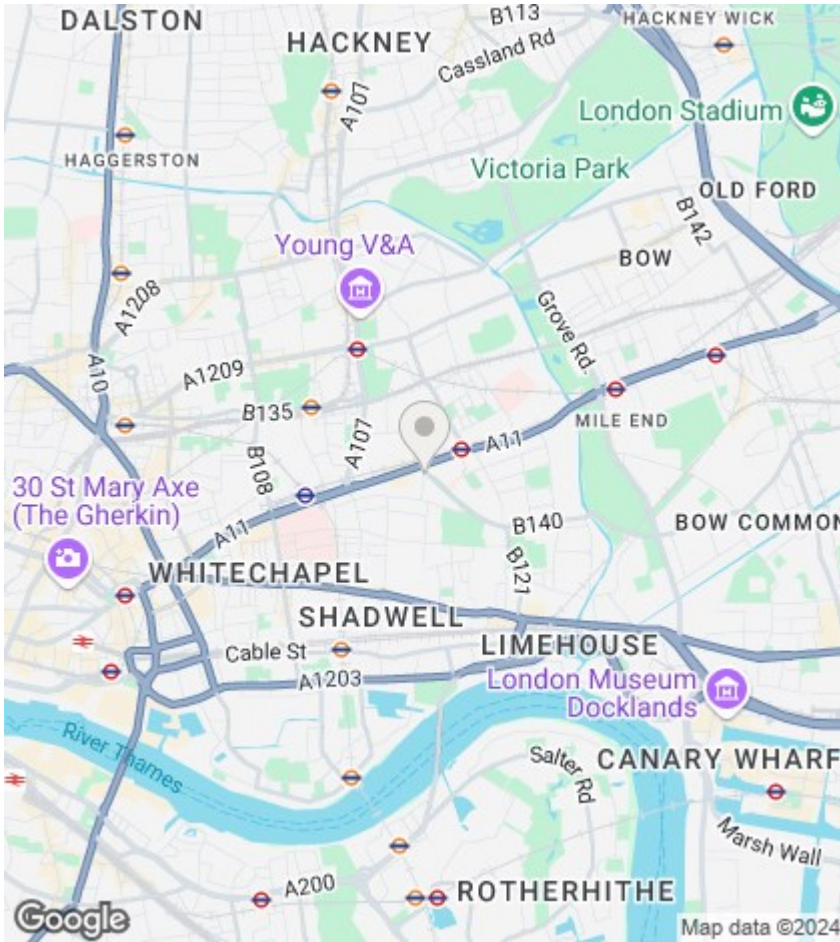 DALSTON
B113
HACKNEY WICK
HACKNEY
Cassland Rd
A107
London Stadium
HAGGERSTON
Victoria Park
OLD FORD
B142
Young V&A
BOW
A1208
Grove Rd.
A10
A1209
B135
MILE END
A107
A11
B108
30 St Mary Axe
(The Gherkin)
A11
B140
BOW COMMON
WHITECHAPEL
B121
SHADWELL
Cable St
LIMEHOUSE
A1203
London Museum
Docklands
River Thames
Salter Rd
CANARY WHARF
Marsh Wall
A200
ROTHERHITHE
Google
Map data ©2024